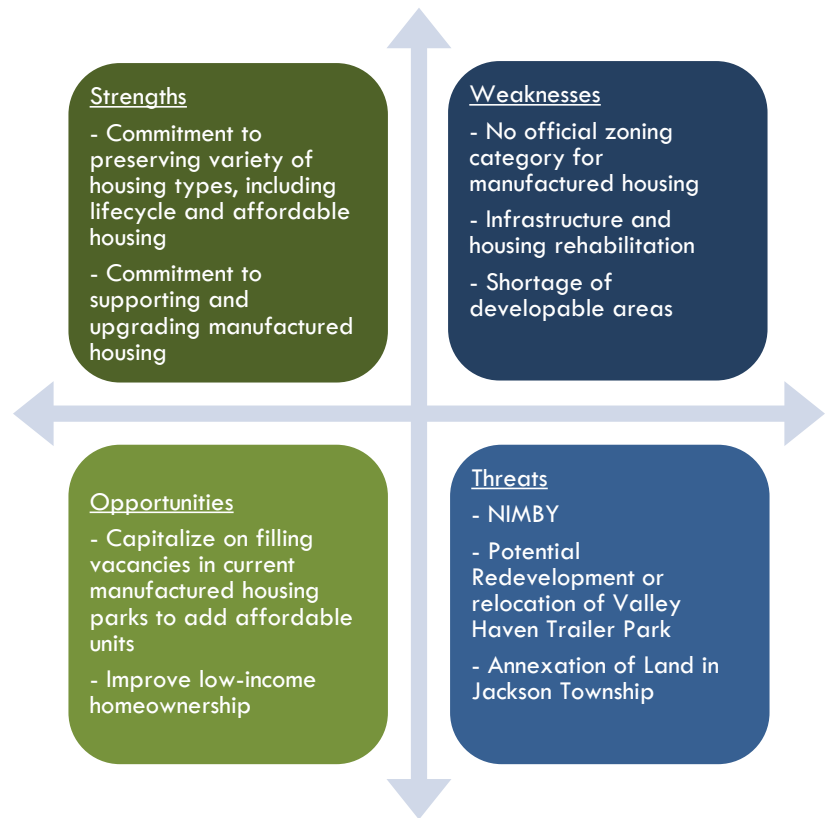 Strengths
- Commitment to
preserving variety of
housing types, including
lifecycle and affordable
housing
- Commitment to
supporting and
upgrading manufactured
housing
Weaknesses
- No official zoning
category for
manufactured housing
- Infrastructure and
housing rehabilitation
- Shortage of
developable areas
Opportunities
- Capitalize on filling
vacancies in current
manufactured housing
parks to add affordable
units
- Improve low-income
homeownership
Threats
- NIMBY
- Potential
Redevelopment or
relocation of Valley
Haven Trailer Park
- Annexation of Land in
Jackson Township